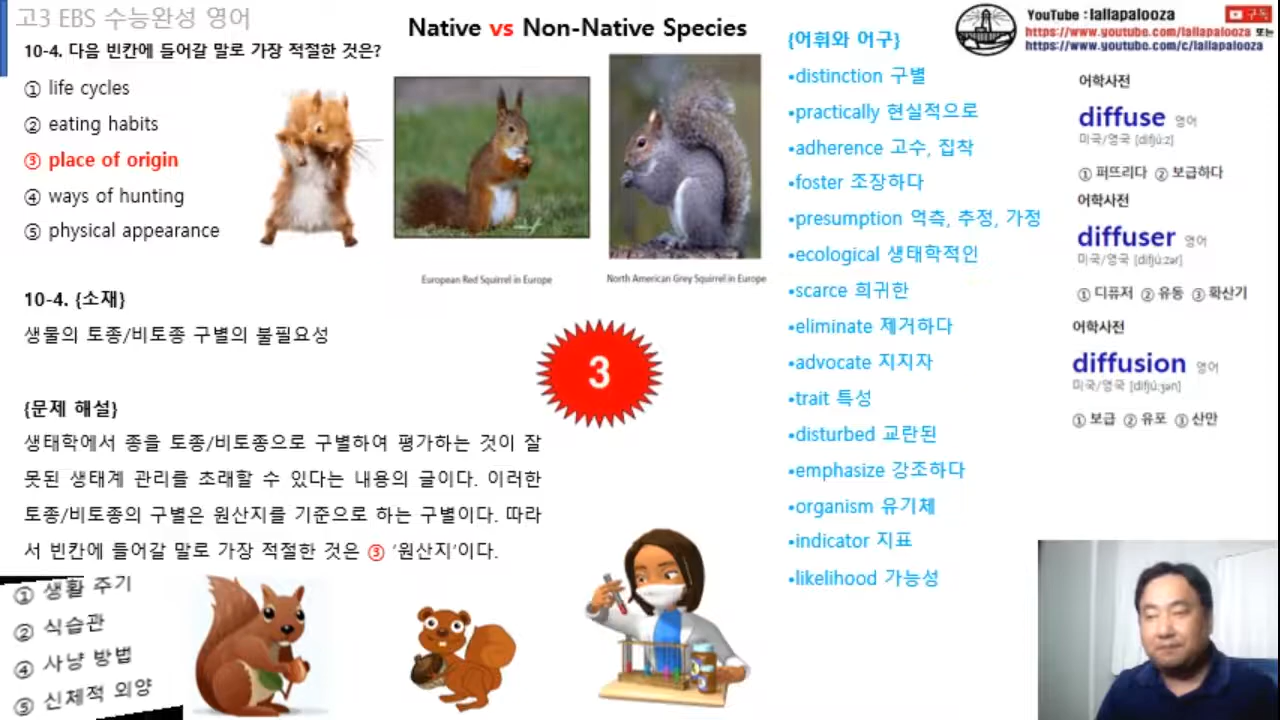 고3 EBS 수능완성 영어
10-4. 다음 빈칸에 들어갈 말로 가장 적절한 것은?
① life cycles
② eating habits
③ place of origin
④ ways of hunting
⑤ physical appearance
10-4. {소재}
생물의 토종/비토종 구별의 불필요성
{문제 해설}
생태학에서 종을 토종/비토종으로 구별하여 평가하는 것이 잘
못된 생태계 관리를 초래할 수 있다는 내용의 글이다. 이러한
토종/비토종의 구별은 원산지를 기준으로 하는 구별이다. 따라
서 빈칸에 들어갈 말로 가장 적절한 것은 ③ ‘원산지’이다.
① 생활 주기
② 식습관
④ 사냥 방법
⑤ 신체적 외양
Native vs Non-Native Species
European Red Squirrel in Europe
North American Grey Squirrel in Europe
3
{어휘와 어구}
•distinction 구별
•practically 현실적으로
•adherence 고수, 집착
•foster 조장하다
•presumption 억측, 추정, 가정
•ecological 생태학적인
•scarce 희귀한
•eliminate 제거하다
•advocate 지지자
•trait 특성
•disturbed 교란된
•emphasize 강조하다
•organism 유기체
•indicator 지표
•likelihood 가능성
YouTube : lallapalooza 구독
https://www.youtube.com/lallapalooza 또는
https://www.youtube.com/c/lallapalooza
어학사전
diffuse 영어
미국/영국 [difjúːz]
① 퍼뜨리다 ② 보급하다
어학사전
diffuser 영어
미국/영국 [difjúːzər]
① 디퓨저 ② 유동 ③ 확산기
어학사전
diffusion 영어
미국/영국 [difjúːʒən]
① 보급 ② 유포 ③ 산만